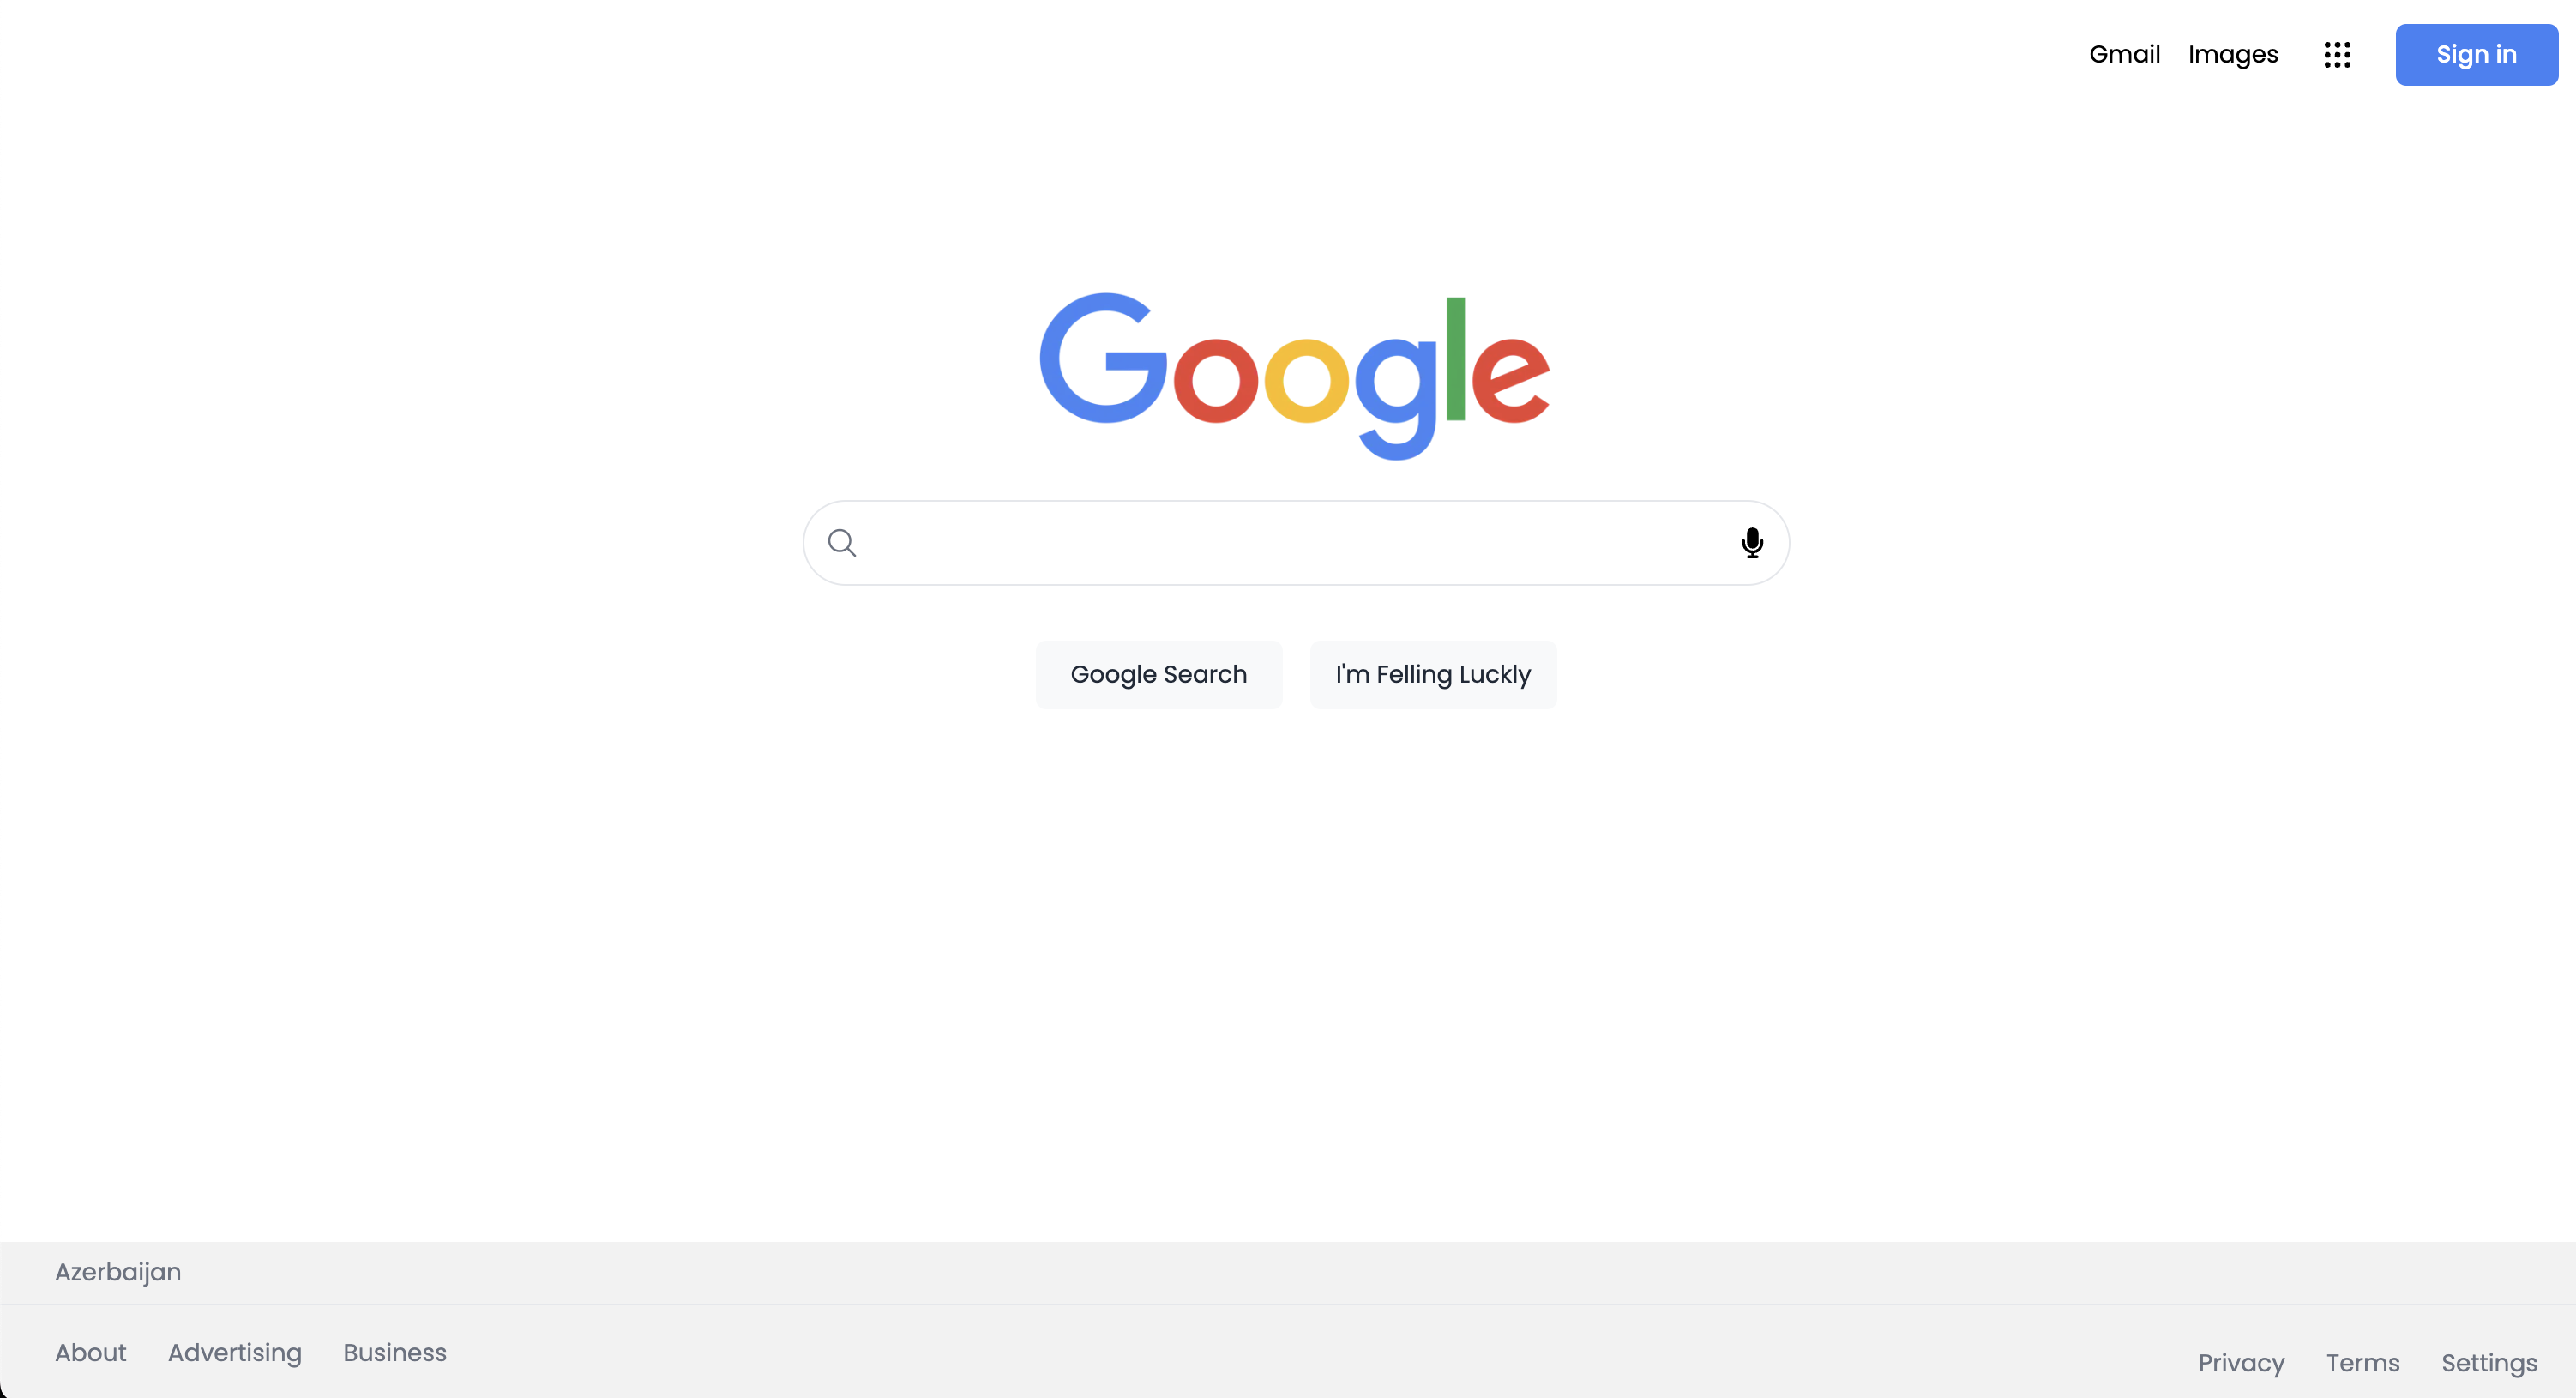 Gmail Images Sign in
Google
Google Search I'm Felling Luckly
Azerbaijan
About Advertising Business Privacy Terms Settings